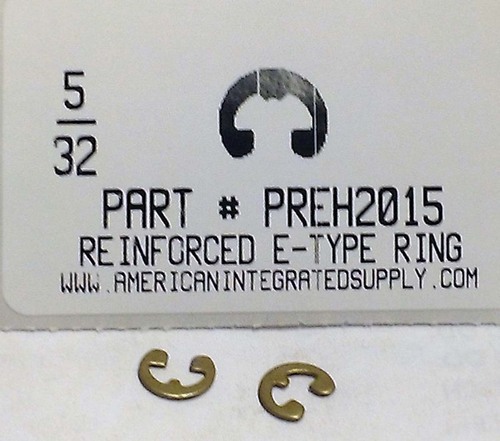 5
32
PART # PREH2015
REINFORCED E-TYPE RING
WWW.AMERICANINTEGRATEDSUPPLY.COM